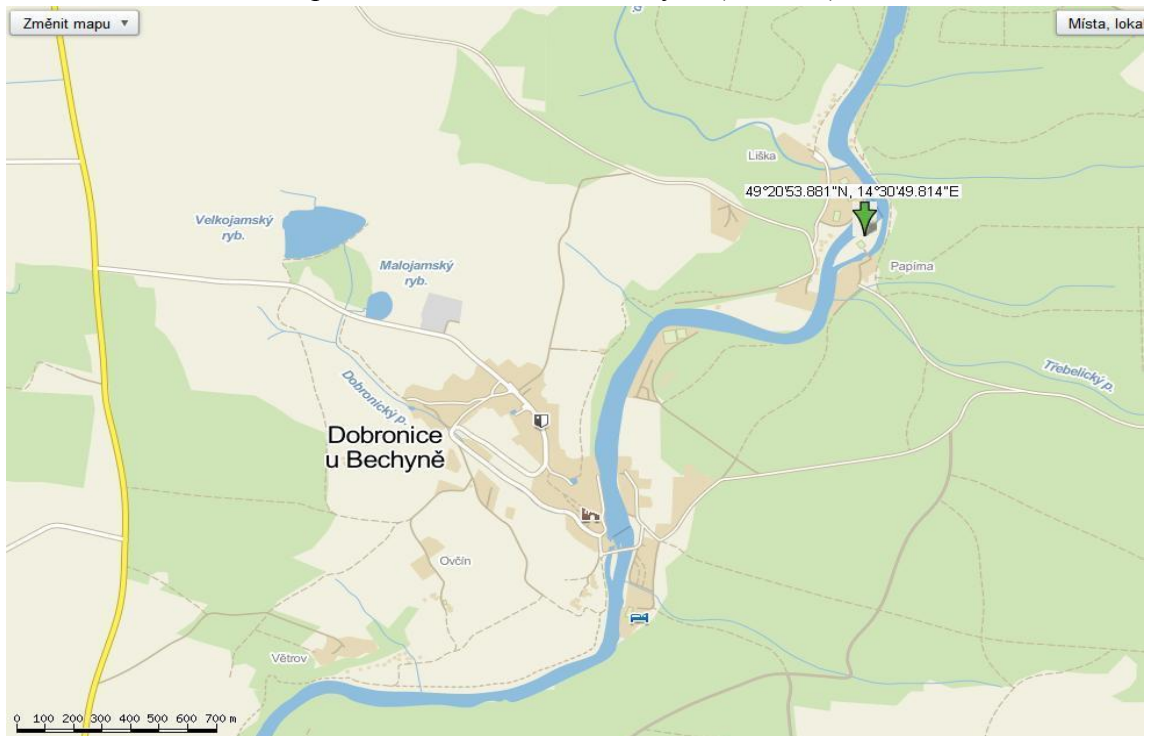 Změnit mapu
Místa, lokal
Liška
49°20'53.881"N, 14°30'49.814"E
Velkojamský
ryb.
Malojamský
ryb.
Papírna
Třebelický p.
Dobronický p.
Dobronice
u Bechyně
Ovčín
Větrov
0 100 200 300 400 500 600 700 m